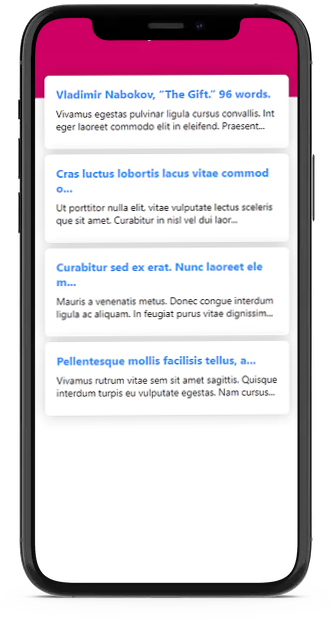 Vladimir Nabokov, “The Gift.” 96 words.
Vivamus egestas pulvinar ligula cursus convallis. Int
eger laoreet commodo elit in eleifend. Praesent...
Cras luctus lobortis lacus vitae commod
o...
Ut porttitor nulla elit, vitae vulputate lectus sceleris
que sit amet. Curabitur in nisl vel dui laor...
Curabitur sed ex erat. Nunc laoreet ele
m...
Mauris a venenatis metus. Donec congue interdum
ligula ac aliquam. In feugiat purus vitae dignissim...
Pellentesque mollis facilisis tellus, a...
Vivamus rutrum vitae sem sit amet sagittis. Quisque
interdum turpis eu vulputate egestas. Nam cursus...